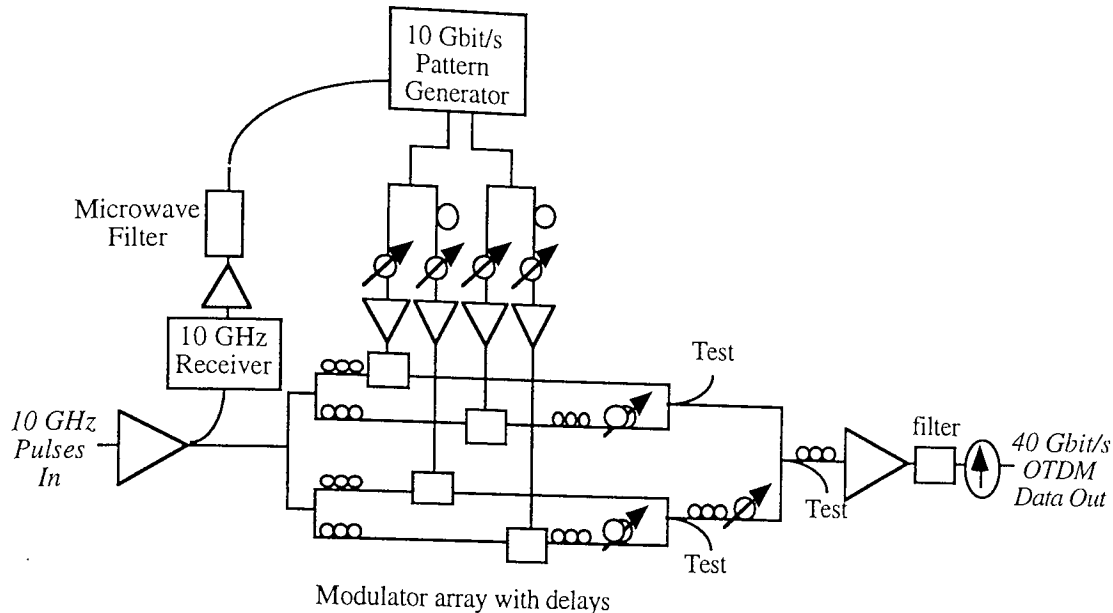 10 Gbit/s
Pattern
Generator
Microwave
Filter
10 GHz
Receiver
Test
10 GHz
Pulses
In
filter
40 Gbit/s
OTDM
Data Out
Test
Test
Modulator array with delays